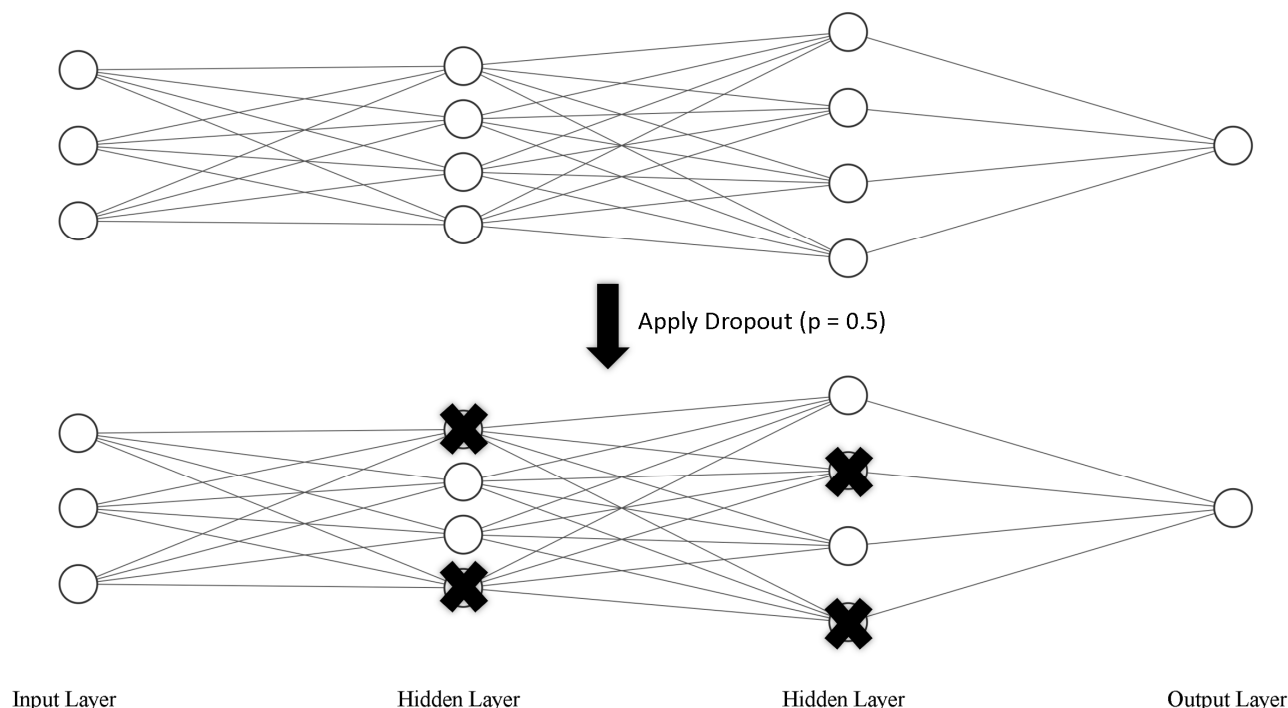 Apply Dropout (p = 0.5)
Input Layer
Hidden Layer
Hidden Layer
Output Layer